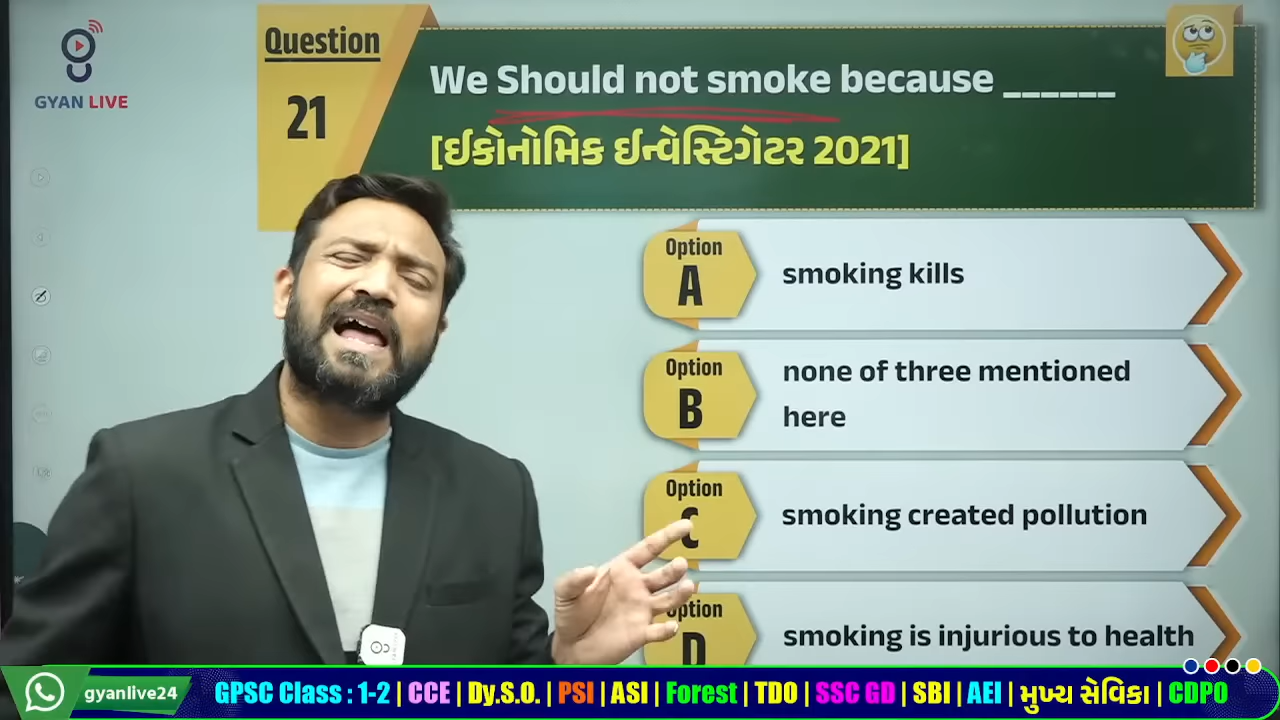 GYAN LIVE
Question
21
We Should not smoke because ______
[ઈકોનોમિક ઈન્વેસ્ટિગેટર 2021]
Option
A
smoking kills
Option
B
none of three mentioned
here
Option
C
smoking created pollution
Option
D
smoking is injurious to health
gyanlive24
GPSC Class : 1-2 | CCE | Dy.S.O. | PSI | ASI | Forest | TDO | SSC GD | SBI | AEI | મુખ્ય સેવિકા | CDPO